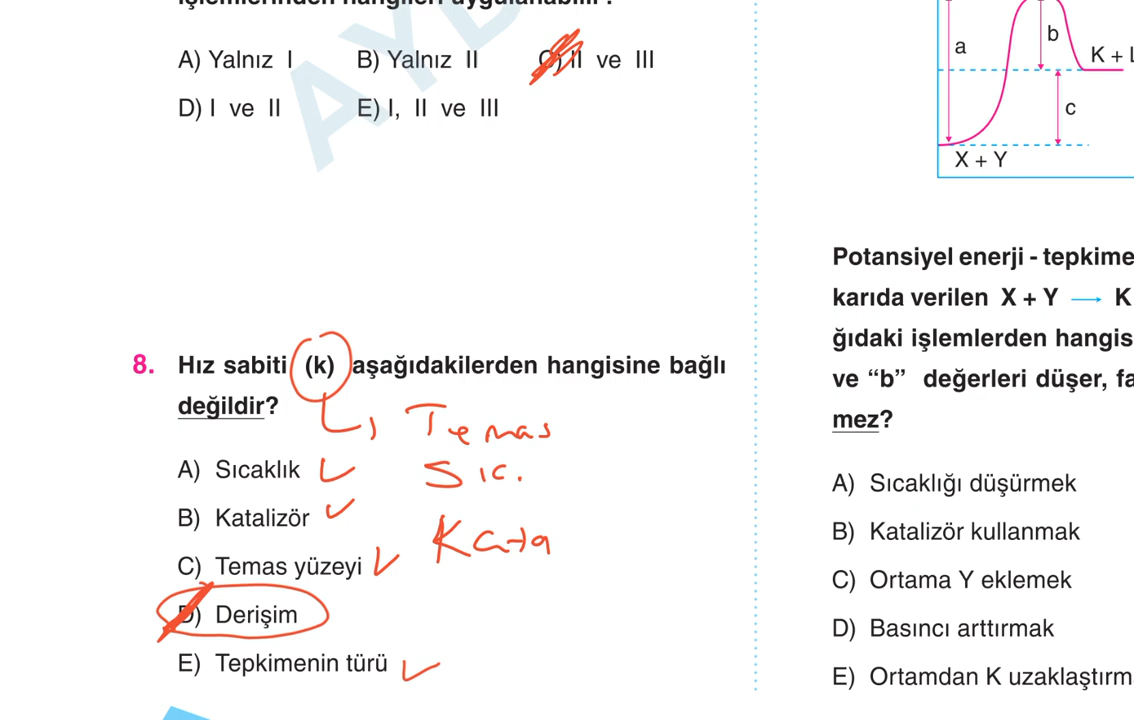 A) Yalnız I
B) Yalnız II
C) II ve III
D) I ve II
E) I, II ve III
8. Hız sabiti (k) aşağıdakilerden hangisine bağlı
değildir?
A) Sıcaklık
B) Katalizör
C) Temas yüzeyi
D) Derişim
E) Tepkimenin türü
Temas
Sıc.
Kata
a
b
K + L
c
X + Y
Potansiyel enerji - tepkime
karıda verilen X + Y → K
ğıdaki işlemlerden hangis
ve “b” değerleri düşer, fa
mez?
A) Sıcaklığı düşürmek
B) Katalizör kullanmak
C) Ortama Y eklemek
D) Basıncı arttırmak
E) Ortamdan K uzaklaştırm